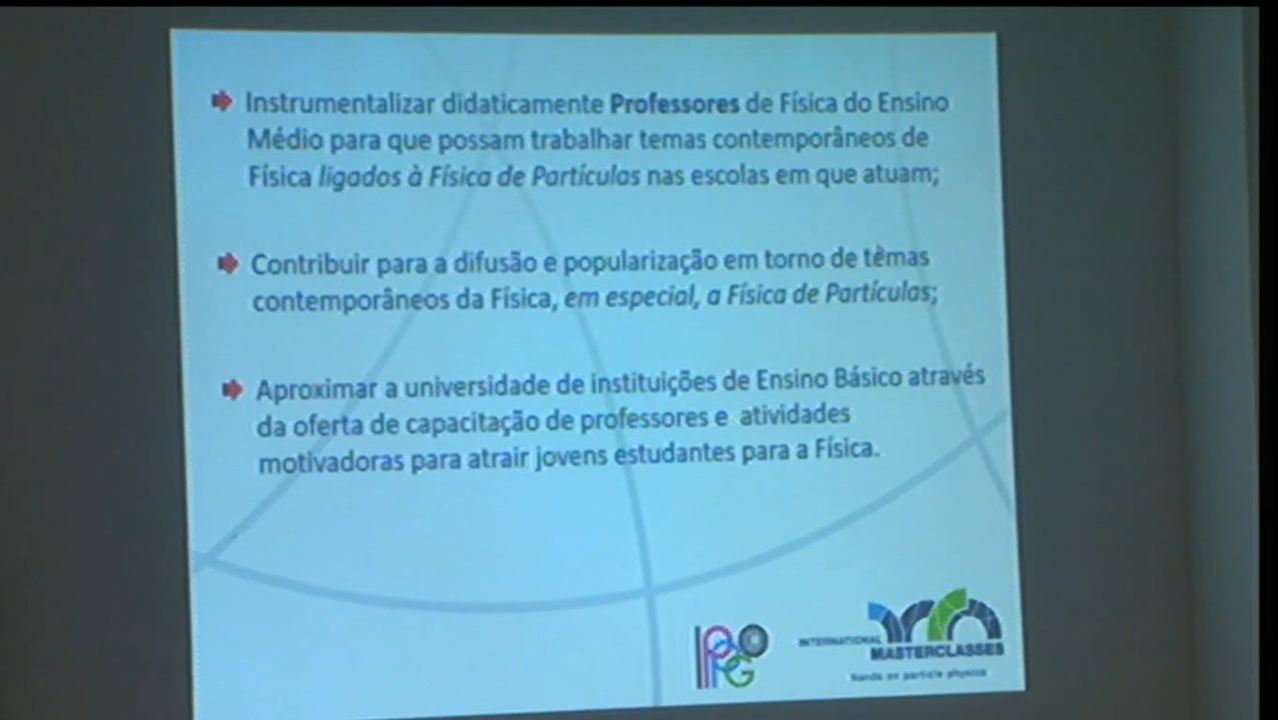 Instrumentalizar didaticamente Professores de Física do Ensino
Médio para que possam trabalhar temas contemporâneos de
Física ligados à Física de Partículas nas escolas em que atuam;
Contribuir para a difusão e popularização em torno de temas
contemporâneos da Física, em especial, a Física de Partículas;
Aproximar a universidade de instituições de Ensino Básico através
da oferta de capacitação de professores e atividades
motivadoras para atrair jovens estudantes para a Física.
IPPOG
INTERNATIONAL
MASTERCLASSES
hands on particle physics